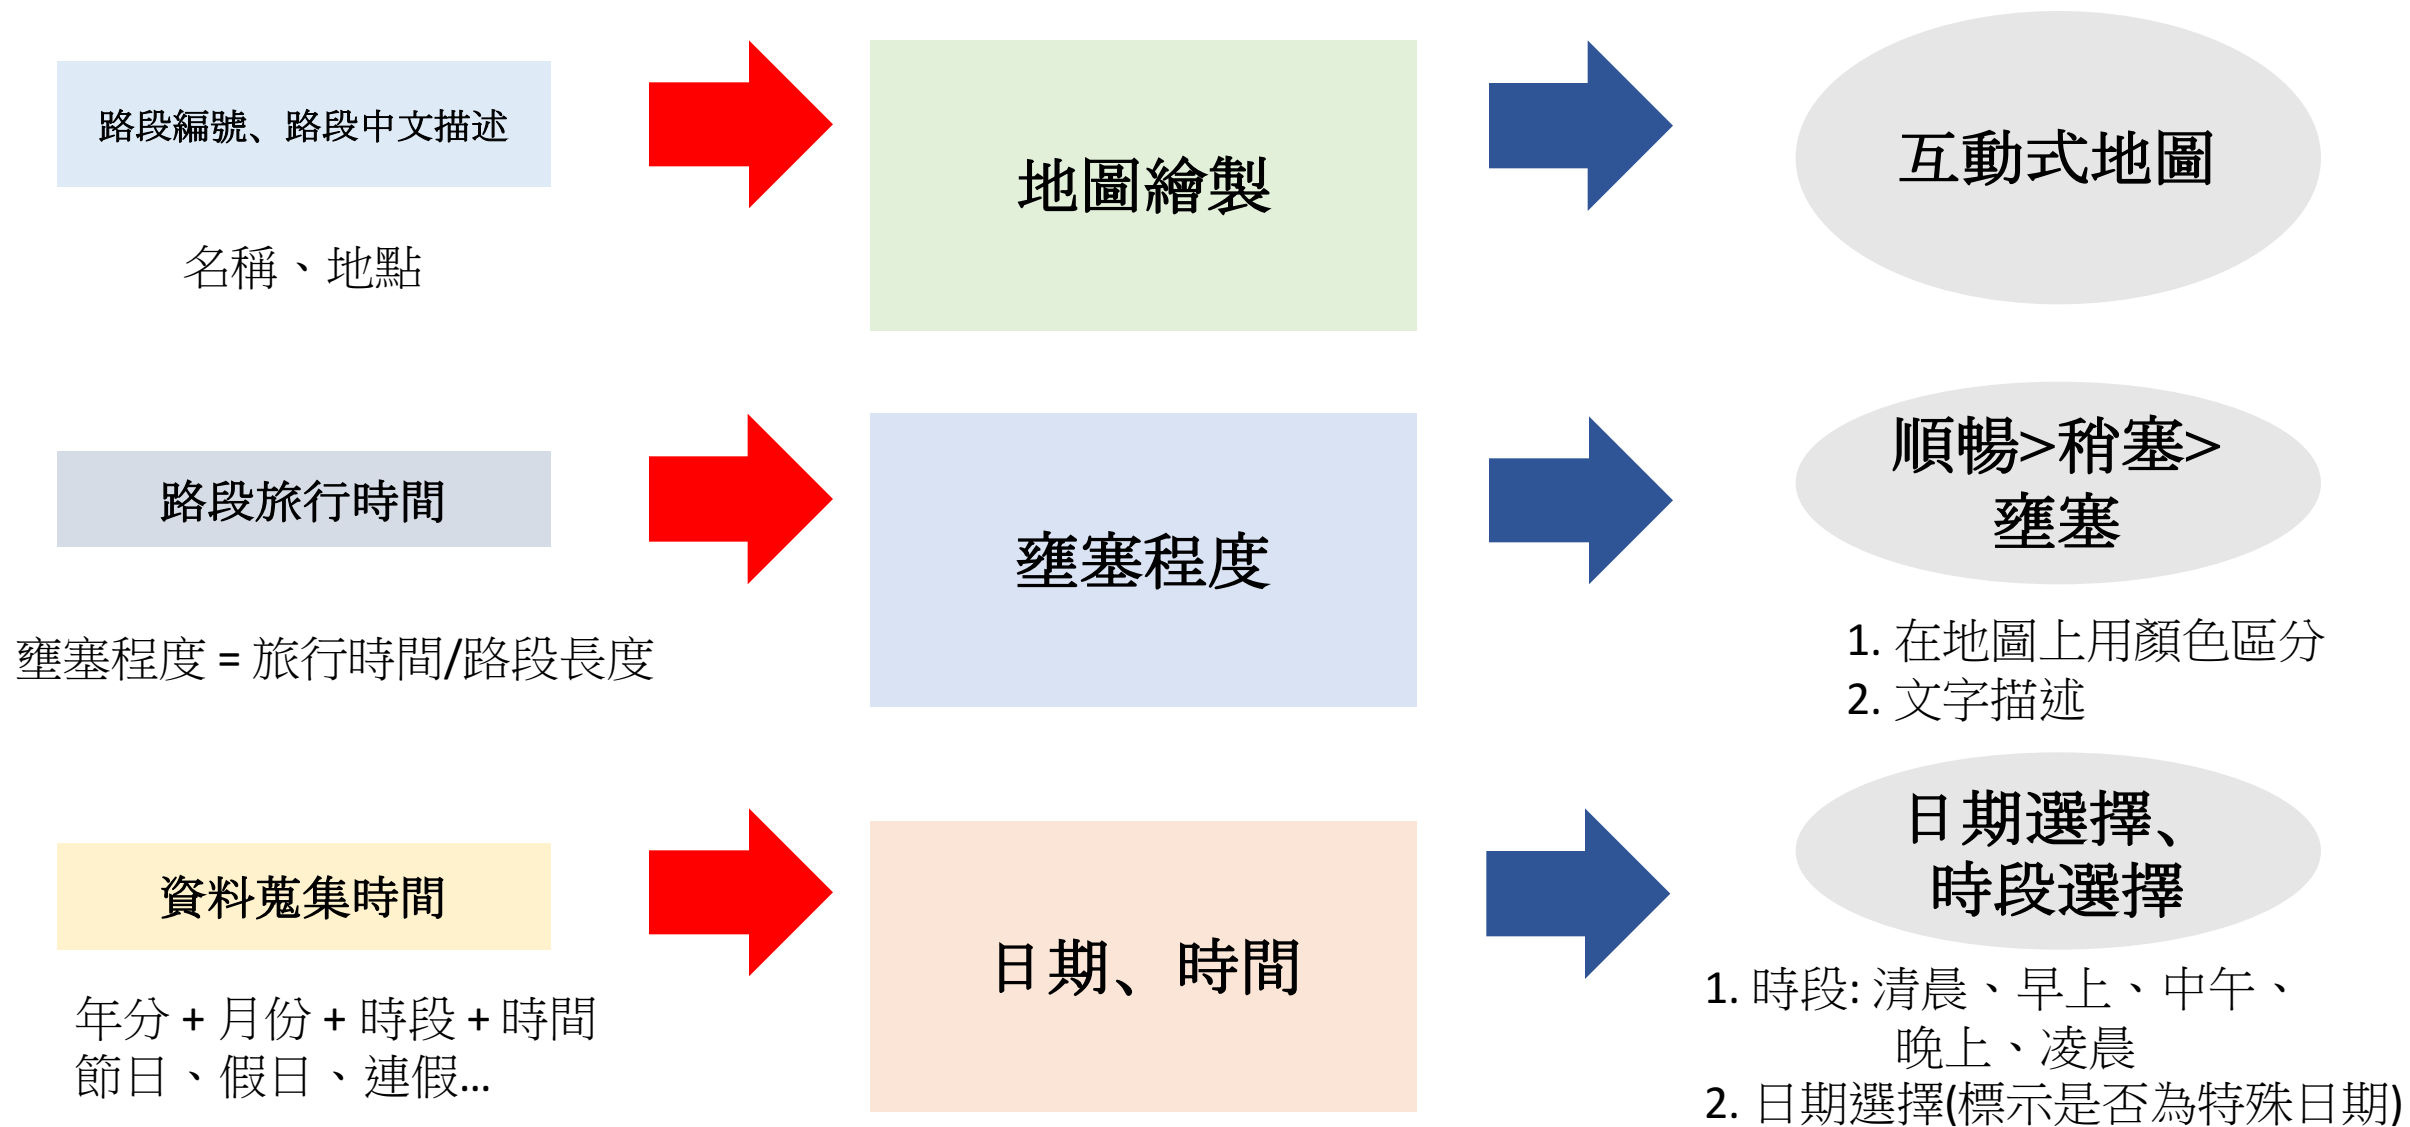 路段編號、路段中文描述
地圖繪製
互動式地圖
名稱、地點
路段旅行時間
壅塞程度
順暢>稍塞>
壅塞
壅塞程度 = 旅行時間/路段長度
1. 在地圖上用顏色區分
2. 文字描述
資料蒐集時間
日期、時間
日期選擇、
時段選擇
年分 + 月份 + 時段 + 時間
節日、假日、連假...
1. 時段: 清晨、早上、中午、
晚上、凌晨
2. 日期選擇(標示是否為特殊日期)